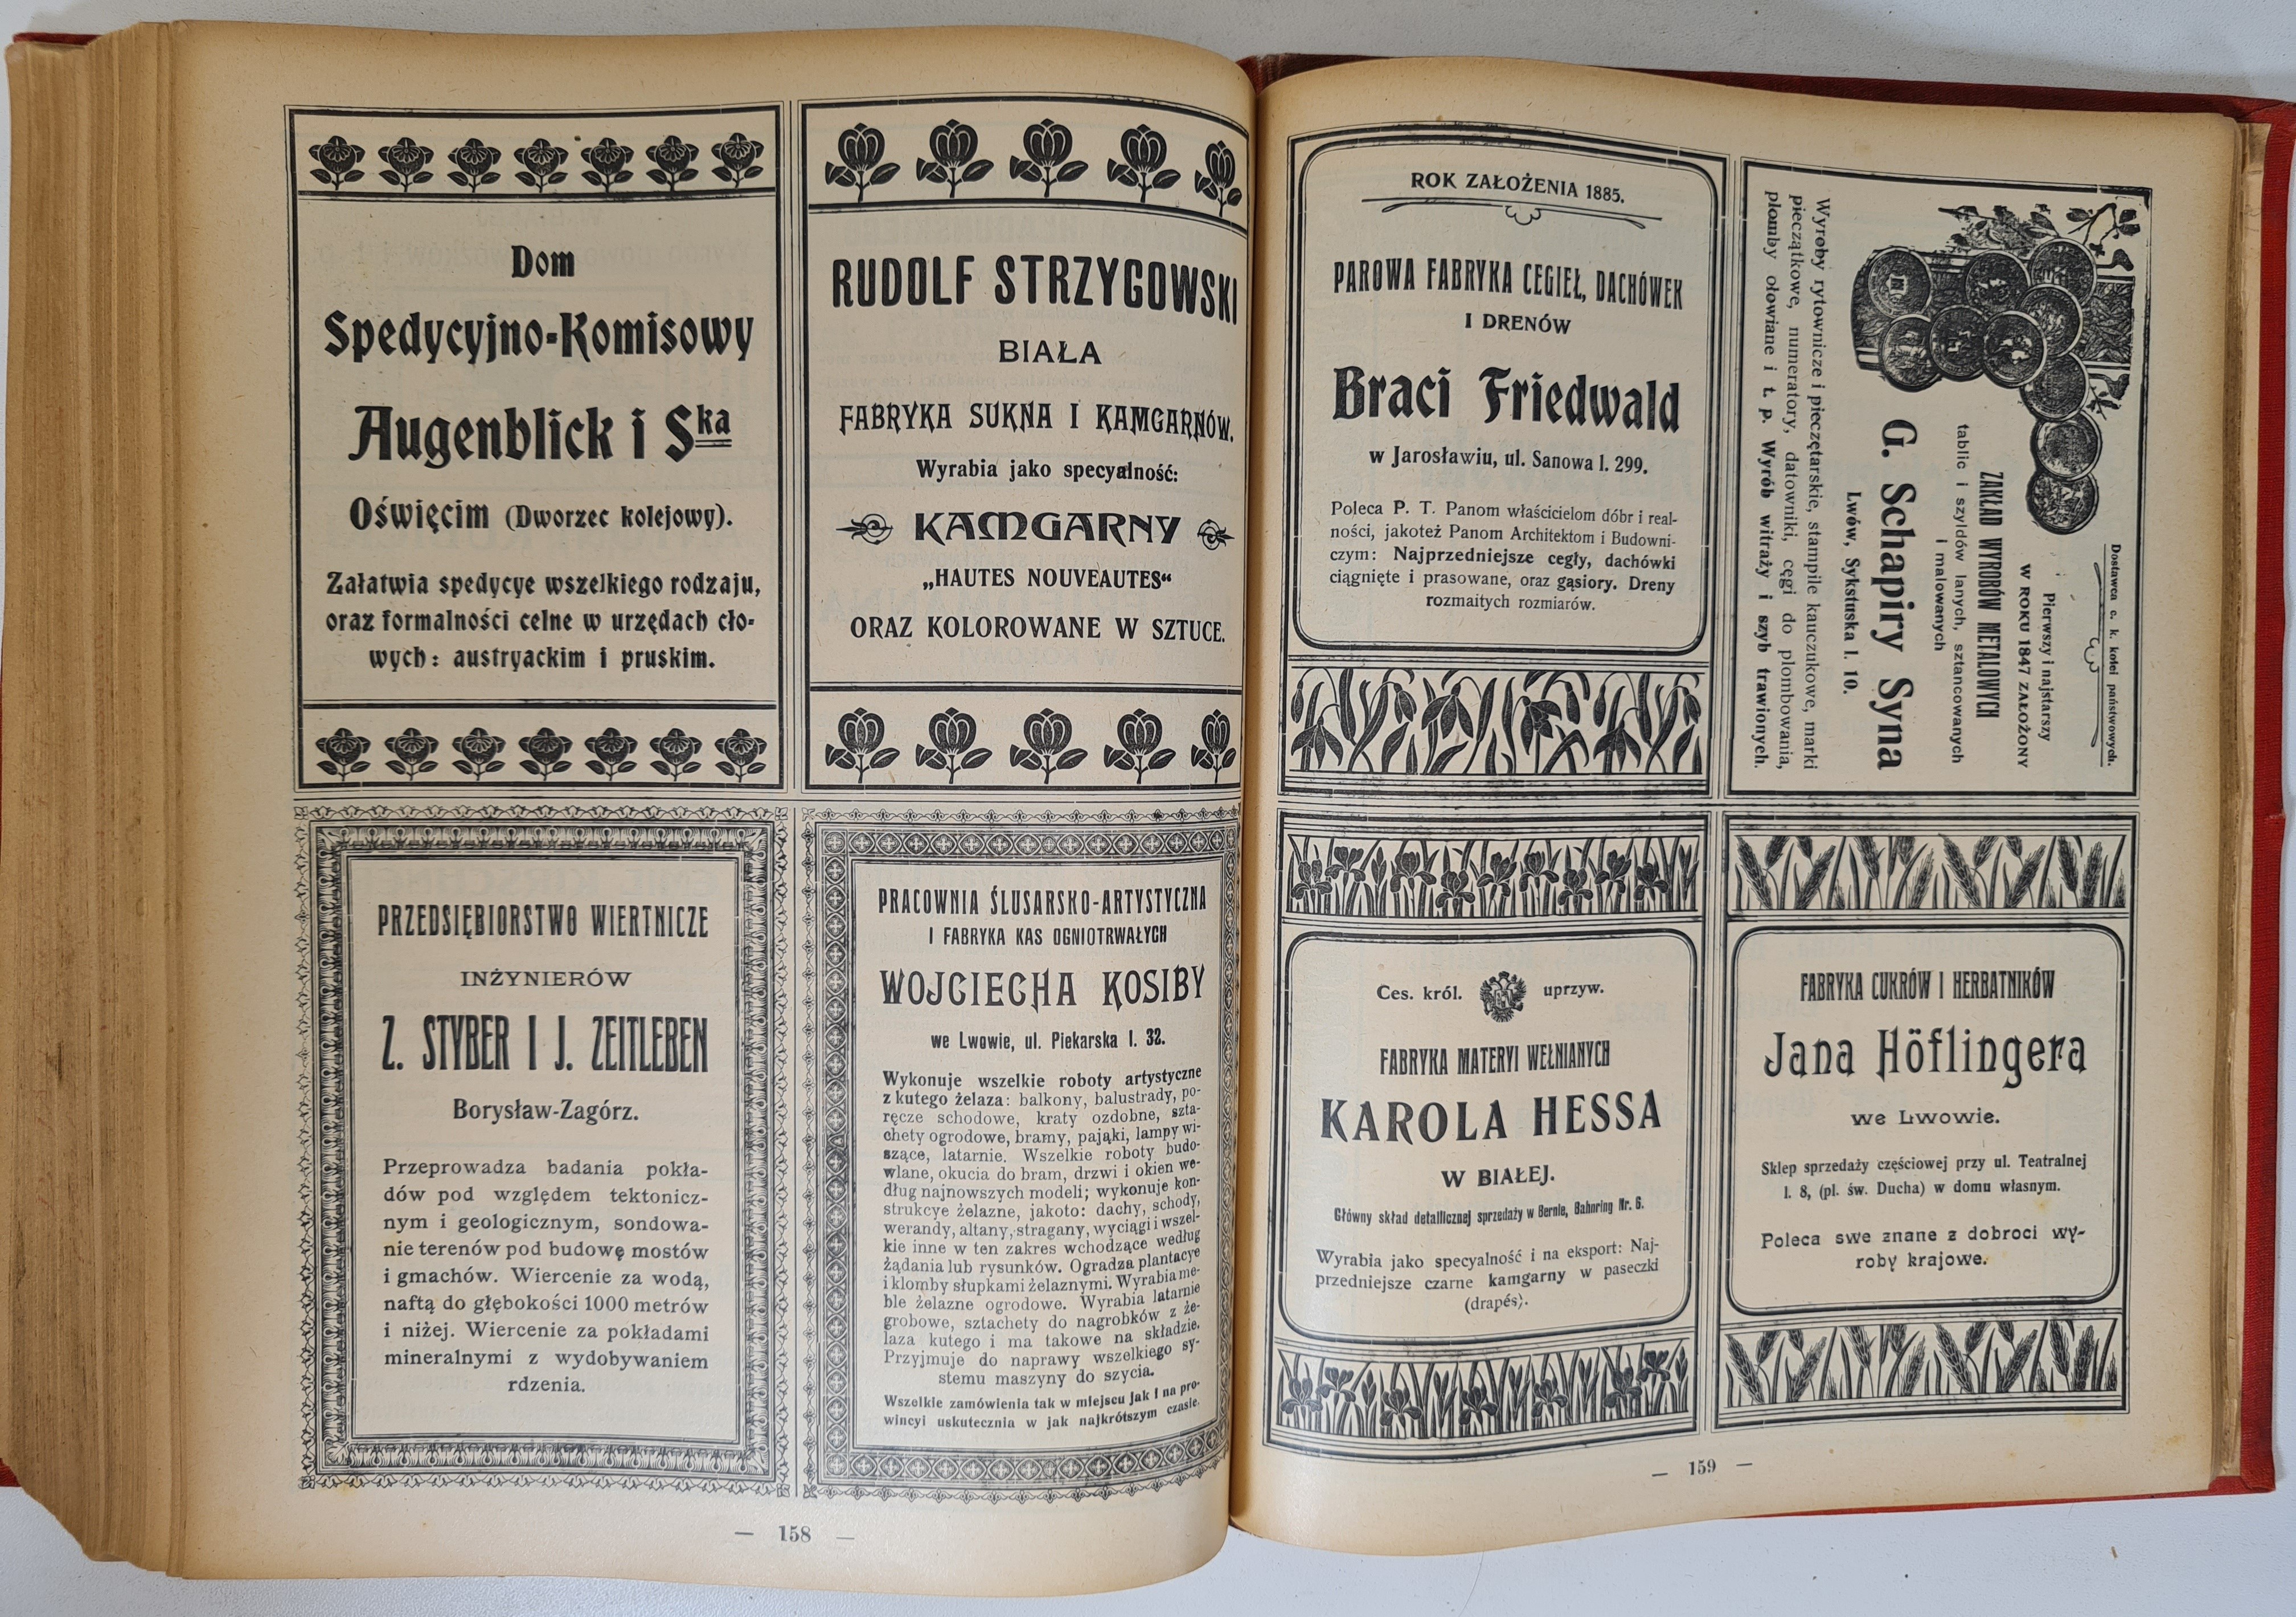 Dom
Spedycyjno-Komisowy
Augenblick i Ska
Oświęcim (Dworzec kolejowy).
Załatwia spedycye wszelkiego rodzaju,
oraz formalności celne w urzędach cło-
wych: austryackim i pruskim.
RUDOLF STRZYGOWSKI
BIAŁA
FABRYKA SUKNA I KAMGARNÓW.
Wyrabia jako specyalność:
KAMGARNY
„HAUTES NOUVEAUTES“
ORAZ KOLOROWANE W SZTUCE.
PRZEDSIĘBIORSTWO WIERTNICZE
INŻYNIERÓW
Z. STYBER I J. ZEITLEBEN
Borysław-Zagórz.
Przeprowadza badania pokła-
dów pod względem tektonicz-
nym i geologicznym, sondowa-
nie terenów pod budowę mostów
i gmachów. Wiercenie za wodą,
naftą do głębokości 1000 metrów
i niżej. Wiercenie za pokładami
mineralnymi z wydobywaniem
rdzenia.
PRACOWNIA ŚLUSARSKO-ARTYSTYCZNA
I FABRYKA KAS OGNIOTRWAŁYCH
WOJCIECHA KOSIBY
we Lwowie, ul. Piekarska l. 32.
Wykonuje wszelkie roboty artystyczne
z kutego żelaza: balkony, balustrady, po-
ręcze schodowe, kraty ozdobne, szta-
chety ogrodowe, bramy, pająki, lampy wi-
szące, latarnie. Wszelkie roboty budo-
wlane, okucia do bram, drzwi i okien we-
dług najnowszych modeli; wykonuje kon-
strukcye żelazne, jakoto: dachy, schody,
werandy, altany, stragany, wyciągi i wszel-
kie inne w ten zakres wchodzące według
żądania lub rysunków. Ogradza plantacye
i klomby słupkami żelaznymi. Wyrabia me-
ble żelazne ogrodowe. Wyrabia latarnie
grobowe, sztachety do nagrobków z że-
laza kutego i ma takowe na składzie.
Przyjmuje do naprawy wszelkiego sy-
stemu maszyny do szycia.
Wszelkie zamówienia tak w miejscu jak i na pro-
wincyi uskutecznia w jak najkrótszym czasie.
— 158 —
ROK ZAŁOŻENIA 1885.
PAROWA FABRYKA CEGIEŁ, DACHÓWEK
I DRENÓW
Braci Friedwald
w Jarosławiu, ul. Sanowa l. 299.
Poleca P. T. Panom właścicielom dóbr i real-
ności, jakoteż Panom Architektom i Budowni-
czym: Najprzedniejsze cegły, dachówki
ciągnięte i prasowane, oraz gąsiory. Dreny
rozmaitych rozmiarów.
Dostawca c. k. kolei państwowych.
Pierwszy i najstarszy
w ROKU 1847 ZAŁOŻONY
ZAKŁAD WYROBÓW METALOWYCH
tablic i szyldów lanych, sztancowanych
i malowanych
G. Schapiry Syna
Lwów, Sykstuska l. 10.
Wyroby rytownicze i pieczętarskie, stampile kauczukowe, marki
pieczątkowe, numeratory, datowniki, cęgi do plombowania,
plomby ołowiane i t. p. Wyrób witraży i szyb trawionych.
Ces. król. uprzyw.
FABRYKA MATERYI WEŁNIANYCH
KAROLA HESSA
W BIAŁEJ.
Główny skład detailicznej sprzedaży w Bernie, Bahnring Nr. 6.
Wyrabia jako specyalność i na eksport: Naj-
przedniejsze czarne kamgarny w paseczki
(drapés).
FABRYKA CUKRÓW I HERBATNIKÓW
Jana Höflingera
we Lwowie.
Sklep sprzedaży częściowej przy ul. Teatralnej
l. 8, (pl. św. Ducha) w domu własnym.
Poleca swe znane z dobroci wy-
roby krajowe.
— 159 —